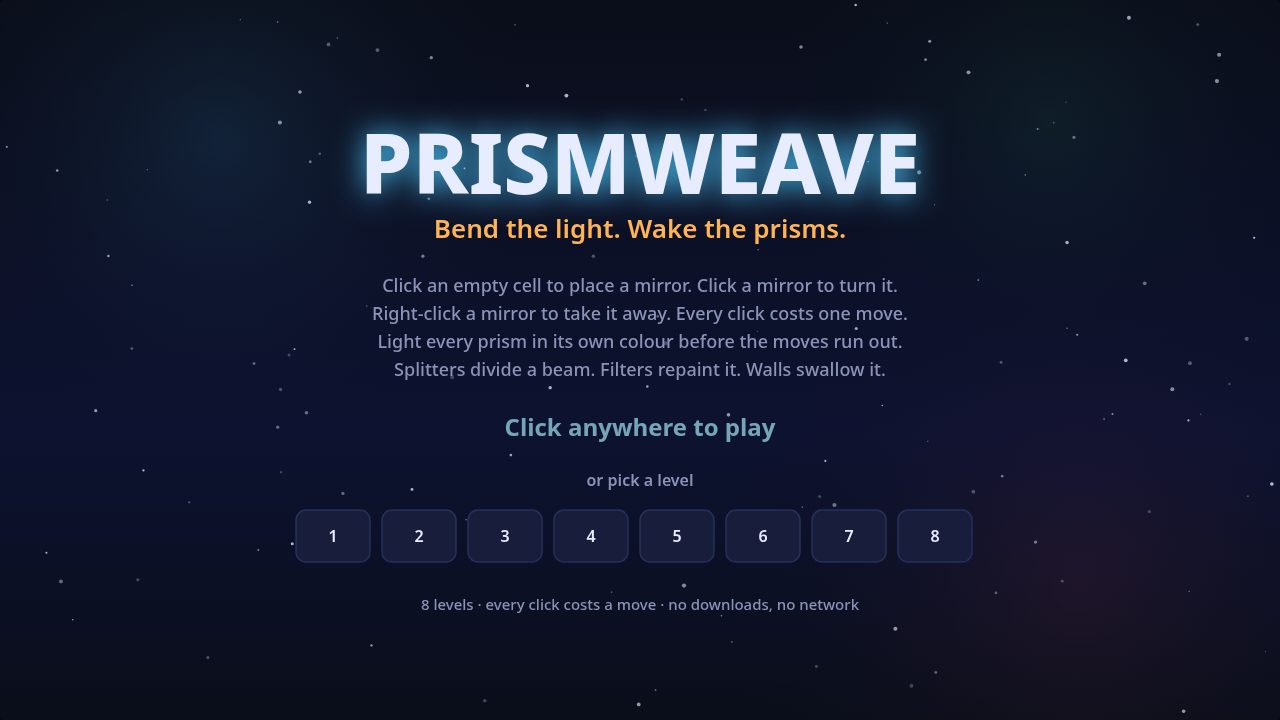 PRISMWEAVE
Bend the light. Wake the prisms.
Click an empty cell to place a mirror. Click a mirror to turn it.
Right-click a mirror to take it away. Every click costs one move.
Light every prism in its own colour before the moves run out.
Splitters divide a beam. Filters repaint it. Walls swallow it.
Click anywhere to play
or pick a level
1 2 3 4 5 6 7 8
8 levels · every click costs a move · no downloads, no network